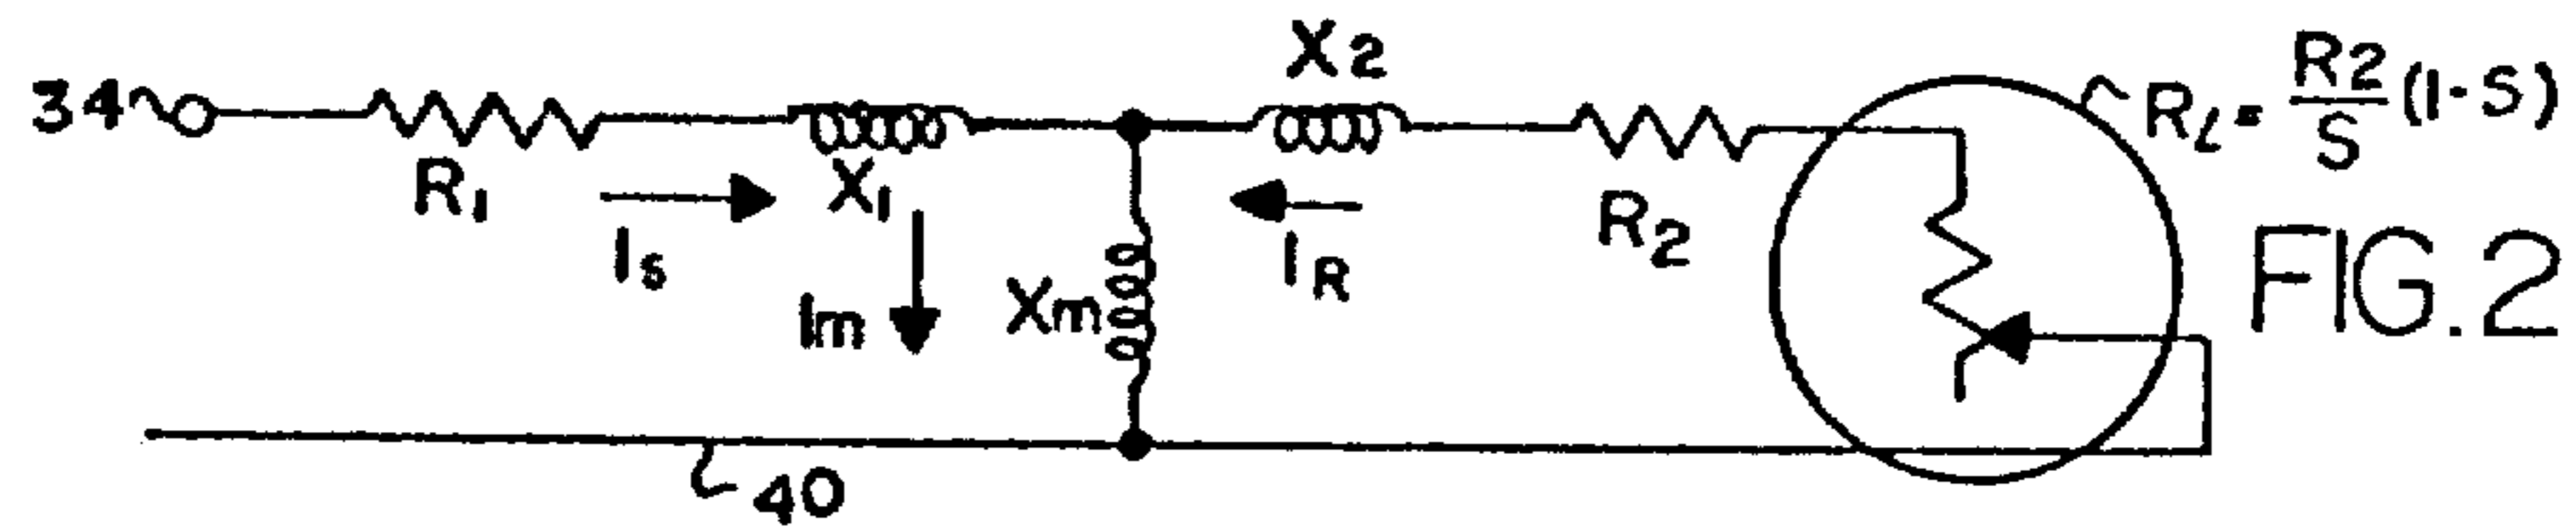 X2
34
R1
X1
Is
Im
Xm
IR
R2
RL = R2/S (1-S)
FIG. 2
40